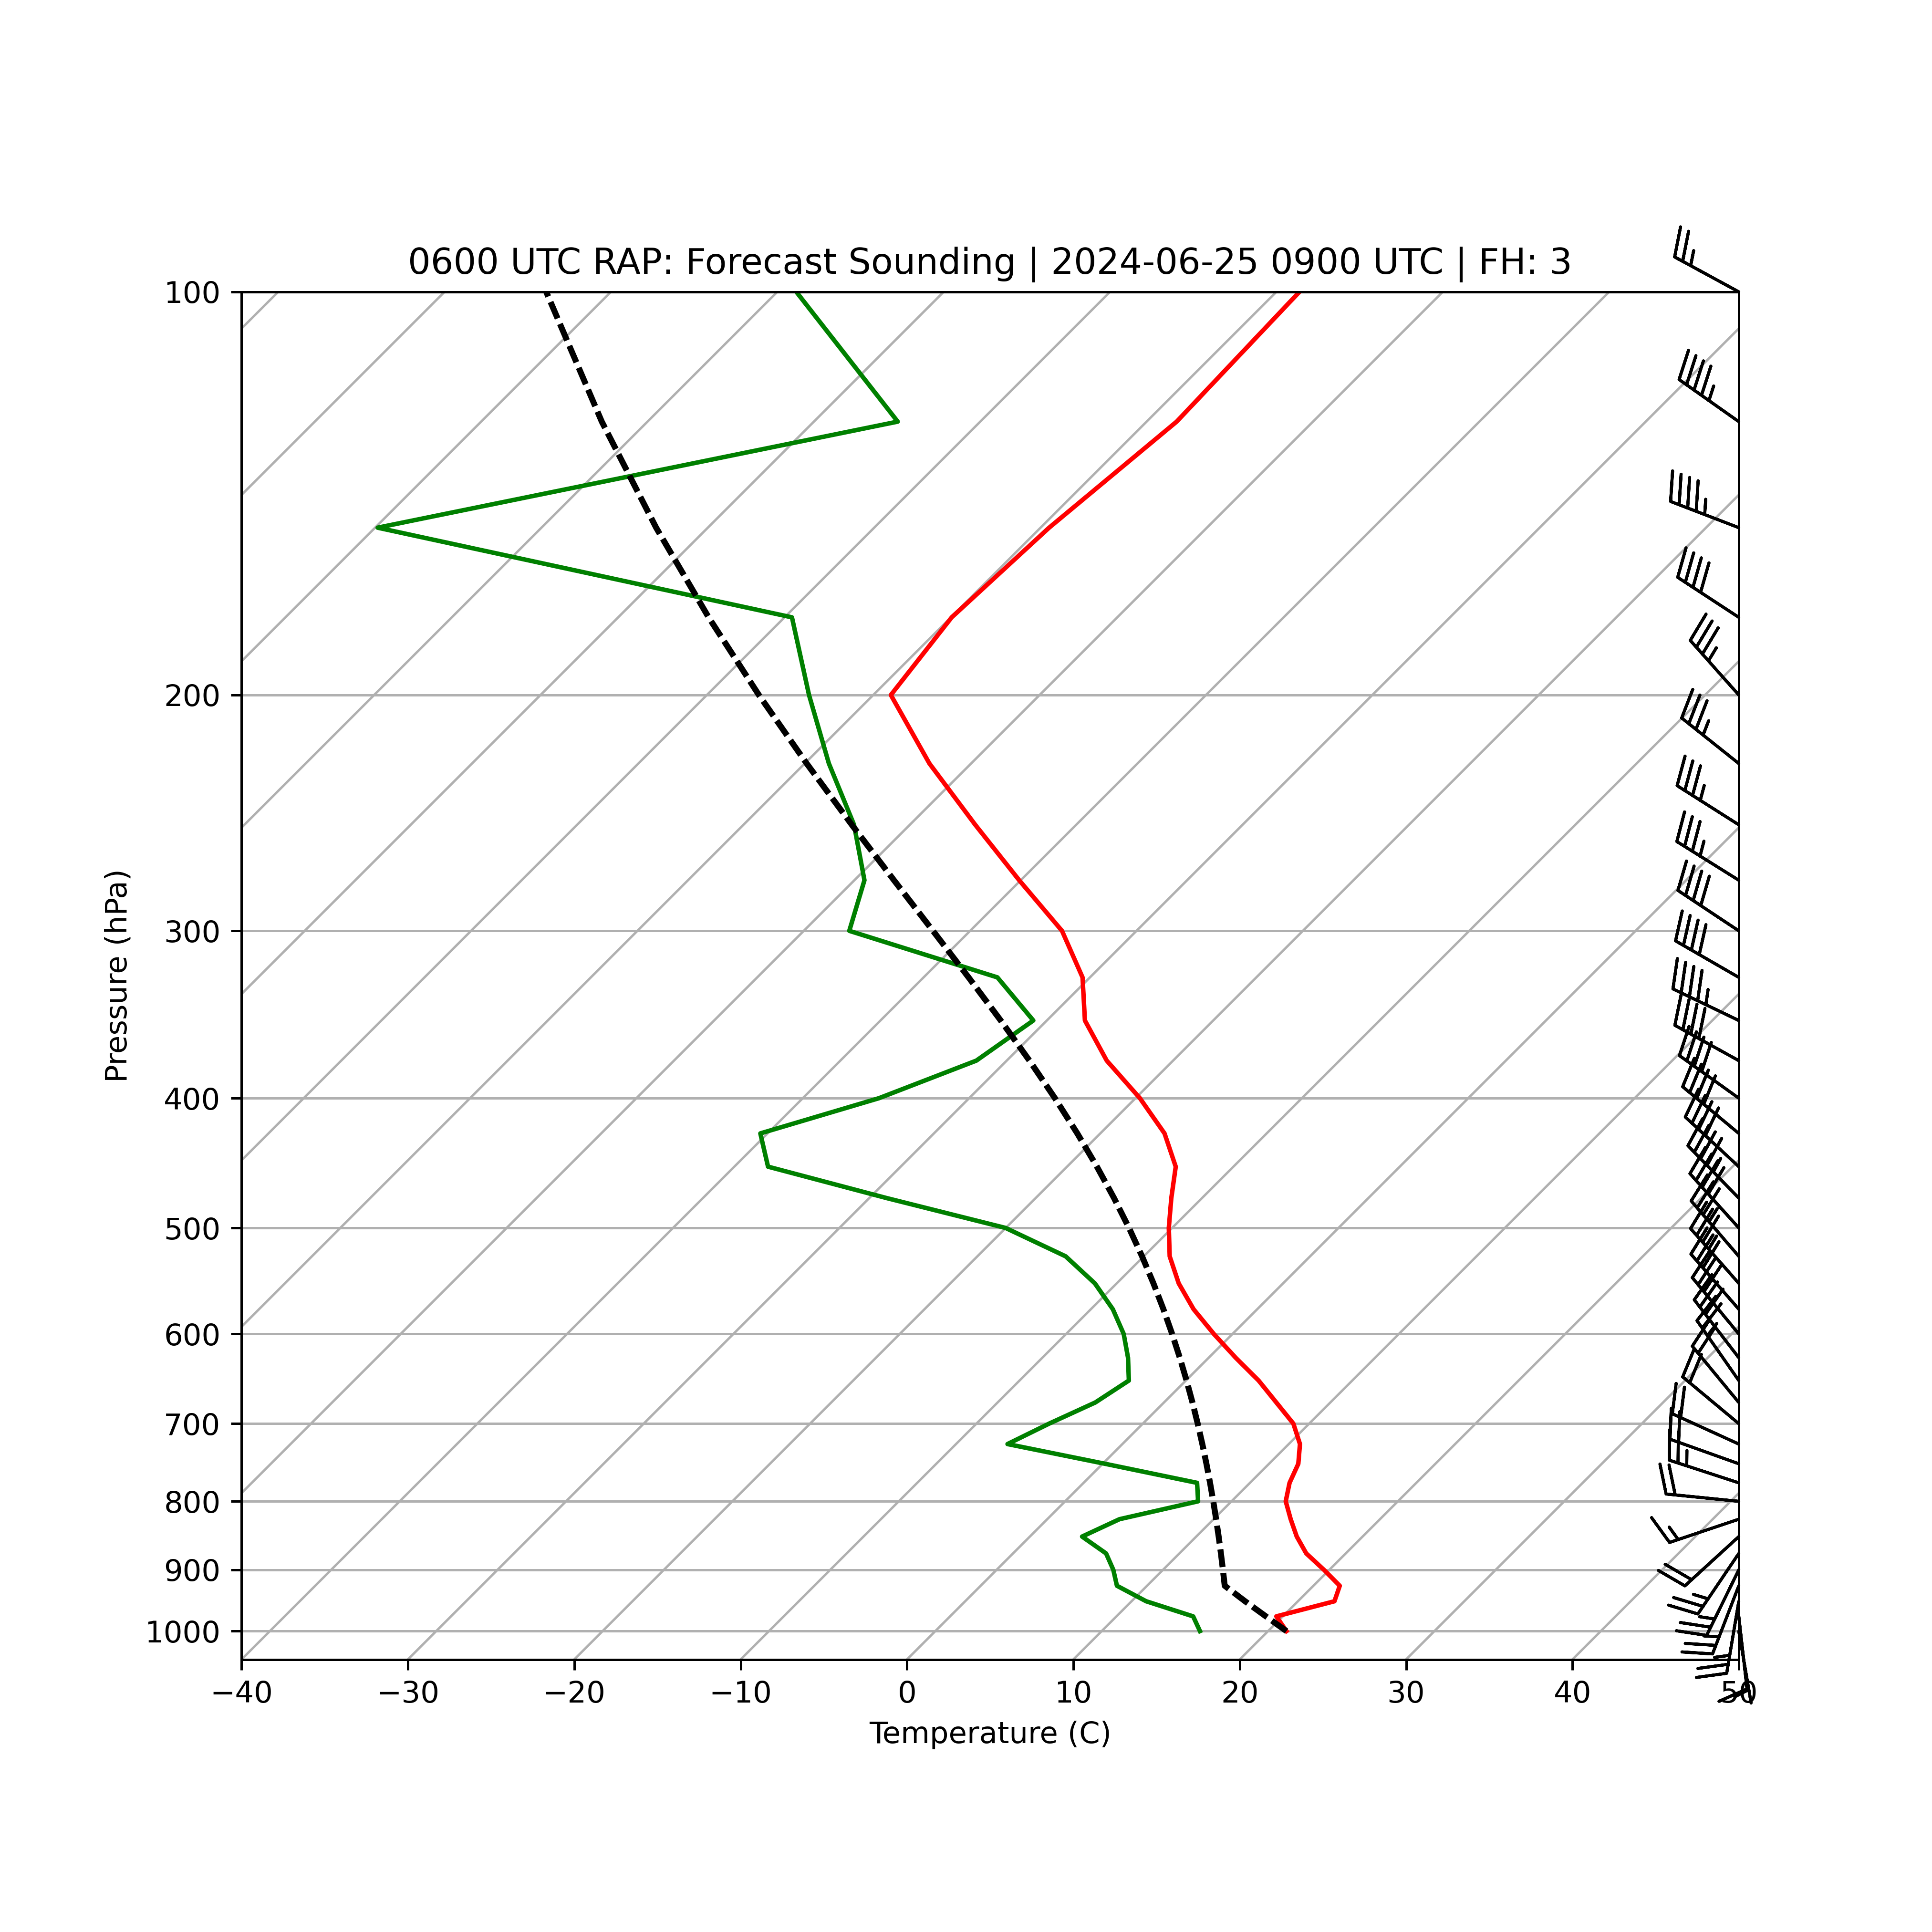 0600 UTC RAP: Forecast Sounding | 2024-06-25 0900 UTC | FH: 3
100
200
300
400
500
600
700
800
900
1000
Pressure (hPa)
−40 −30 −20 −10 0 10 20 30 40 50
Temperature (C)